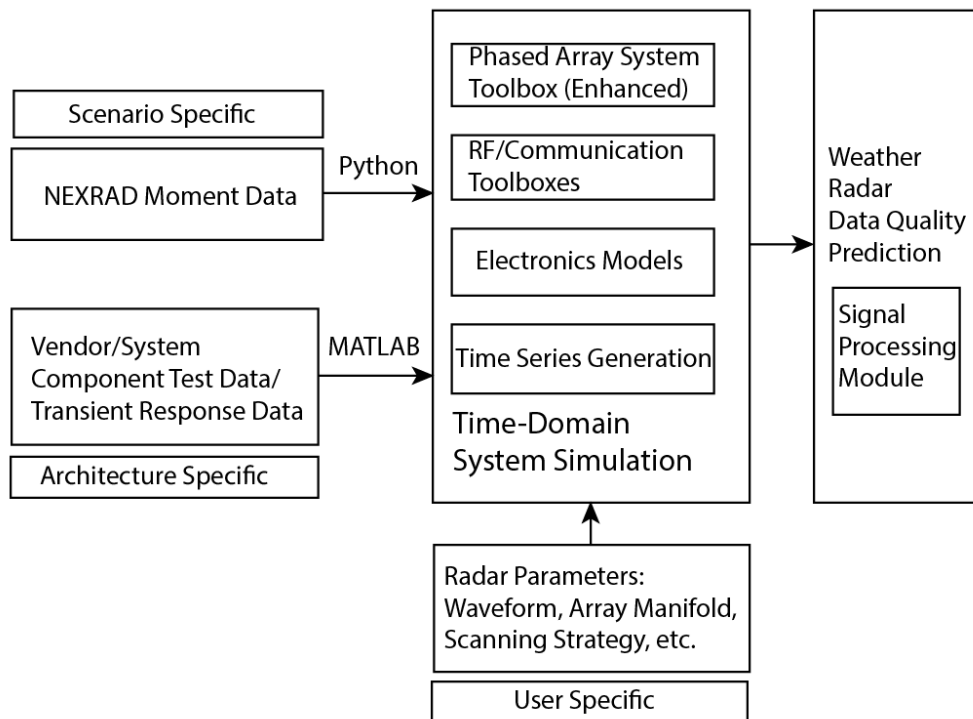 Scenario Specific
NEXRAD Moment Data
Python
Vendor/System
Component Test Data/
Transient Response Data
MATLAB
Architecture Specific
Phased Array System
Toolbox (Enhanced)
RF/Communication
Toolboxes
Electronics Models
Time Series Generation
Time-Domain
System Simulation
Radar Parameters:
Waveform, Array Manifold,
Scanning Strategy, etc.
User Specific
Weather
Radar
Data Quality
Prediction
Signal
Processing
Module